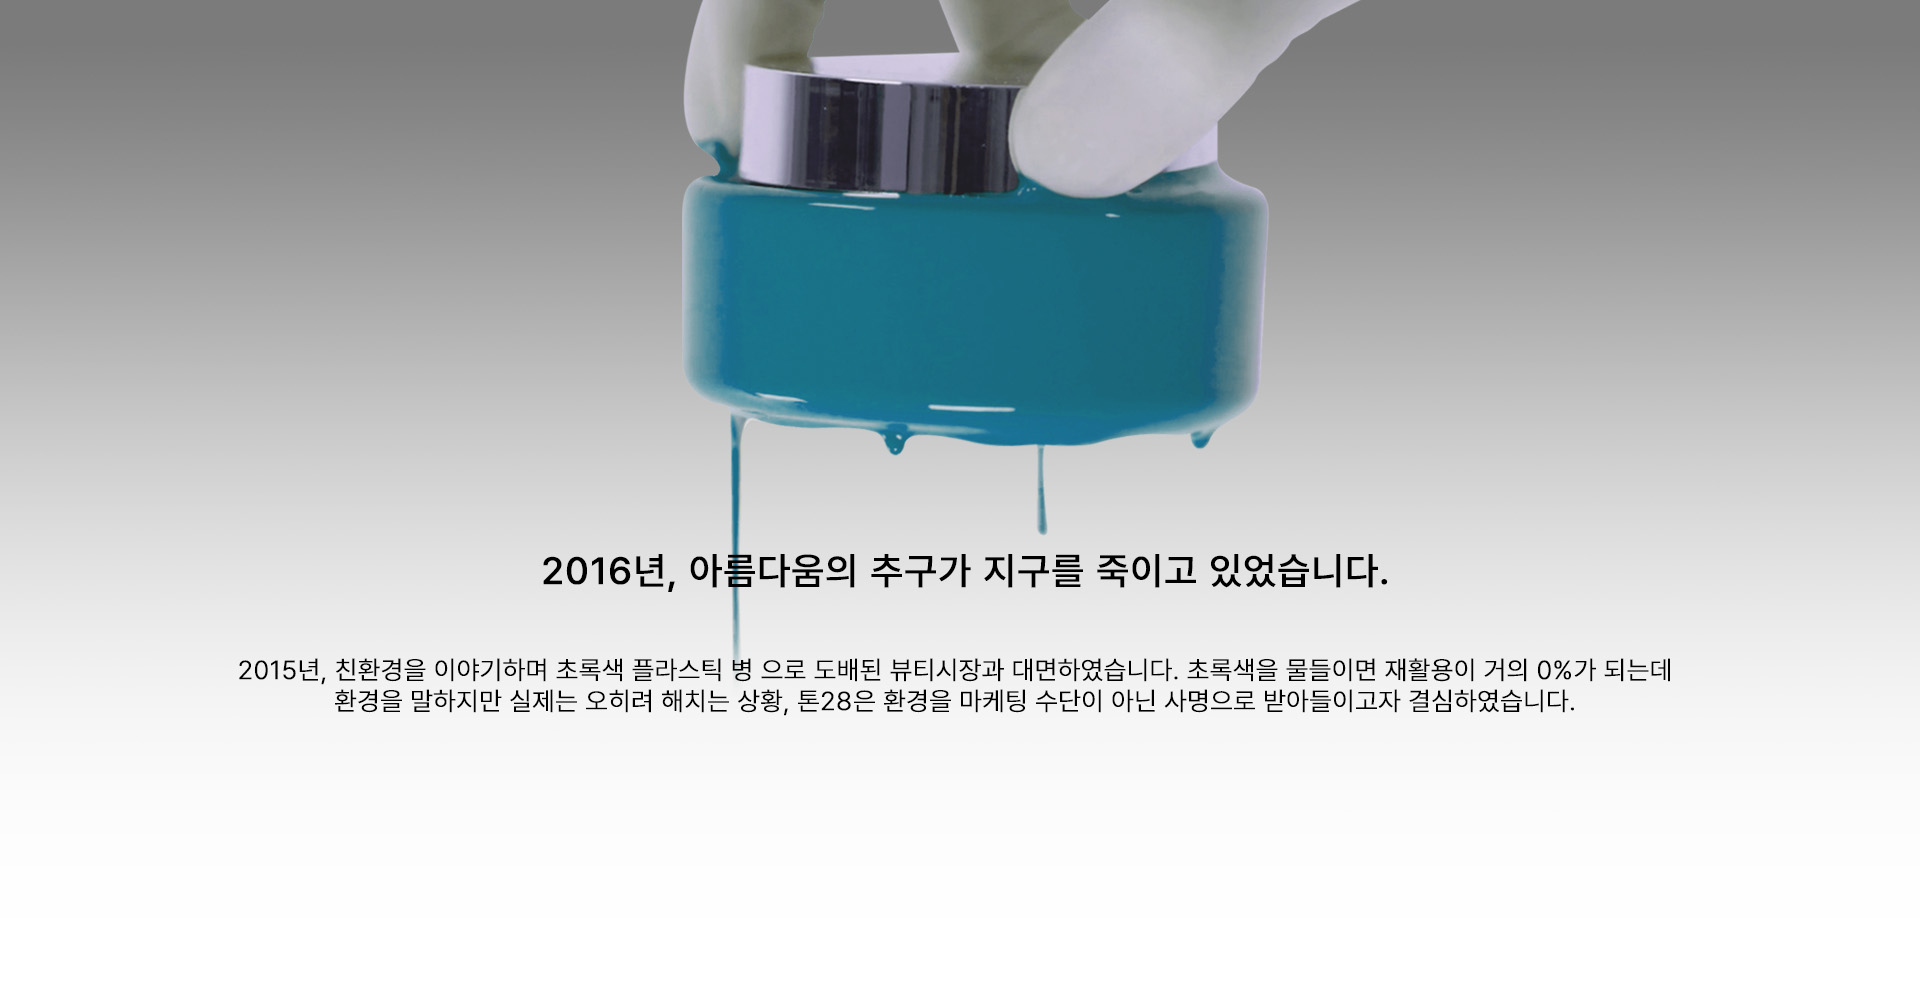 2016년, 아름다움의 추구가 지구를 죽이고 있었습니다.
2015년, 친환경을 이야기하며 초록색 플라스틱 병 으로 도배된 뷰티시장과 대면하였습니다. 초록색을 물들이면 재활용이 거의 0%가 되는데
환경을 말하지만 실제는 오히려 해치는 상황, 톤28은 환경을 마케팅 수단이 아닌 사명으로 받아들이고자 결심하였습니다.